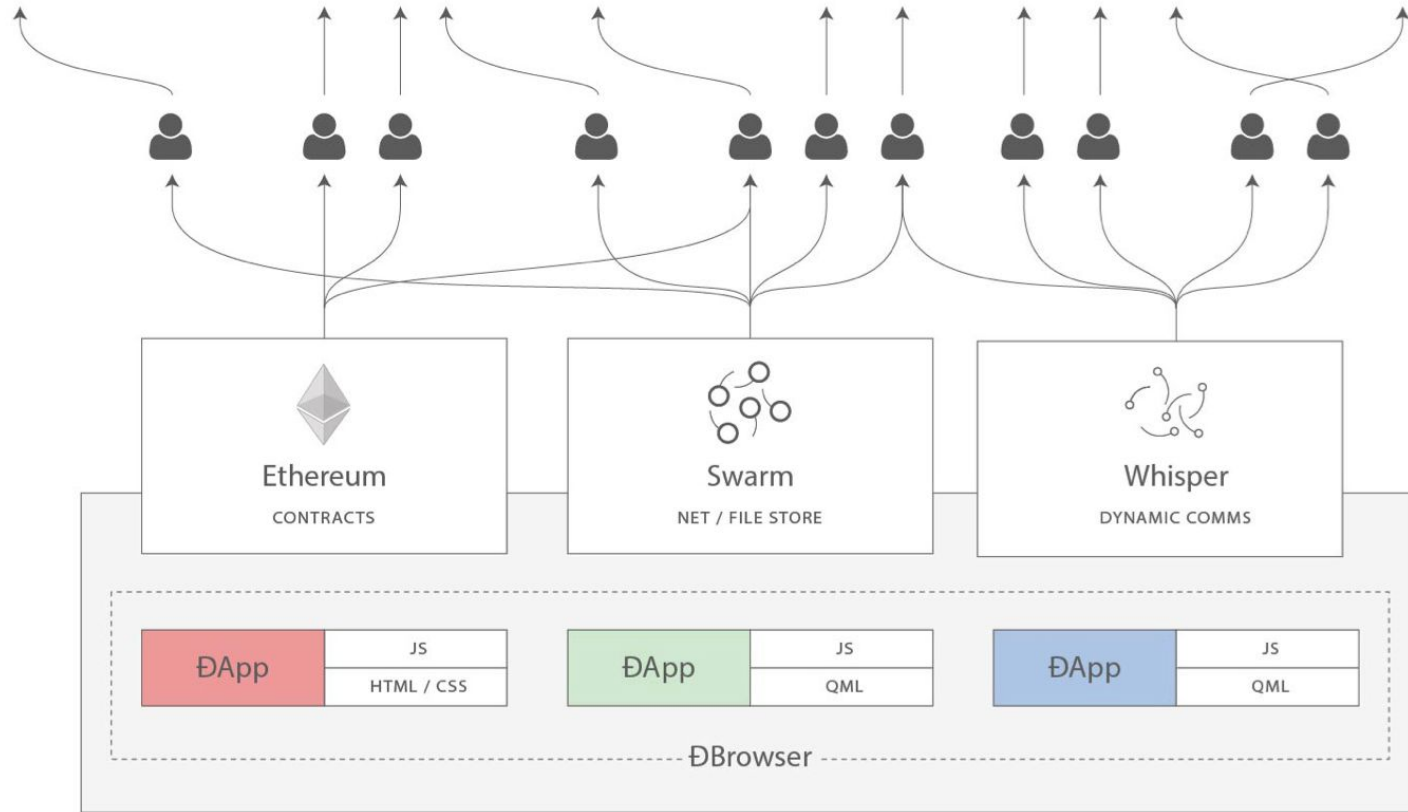 Ethereum
CONTRACTS
Swarm
NET / FILE STORE
Whisper
DYNAMIC COMMS
ĐApp
JS
HTML / CSS
ĐApp
JS
QML
ĐApp
JS
QML
ĐBrowser